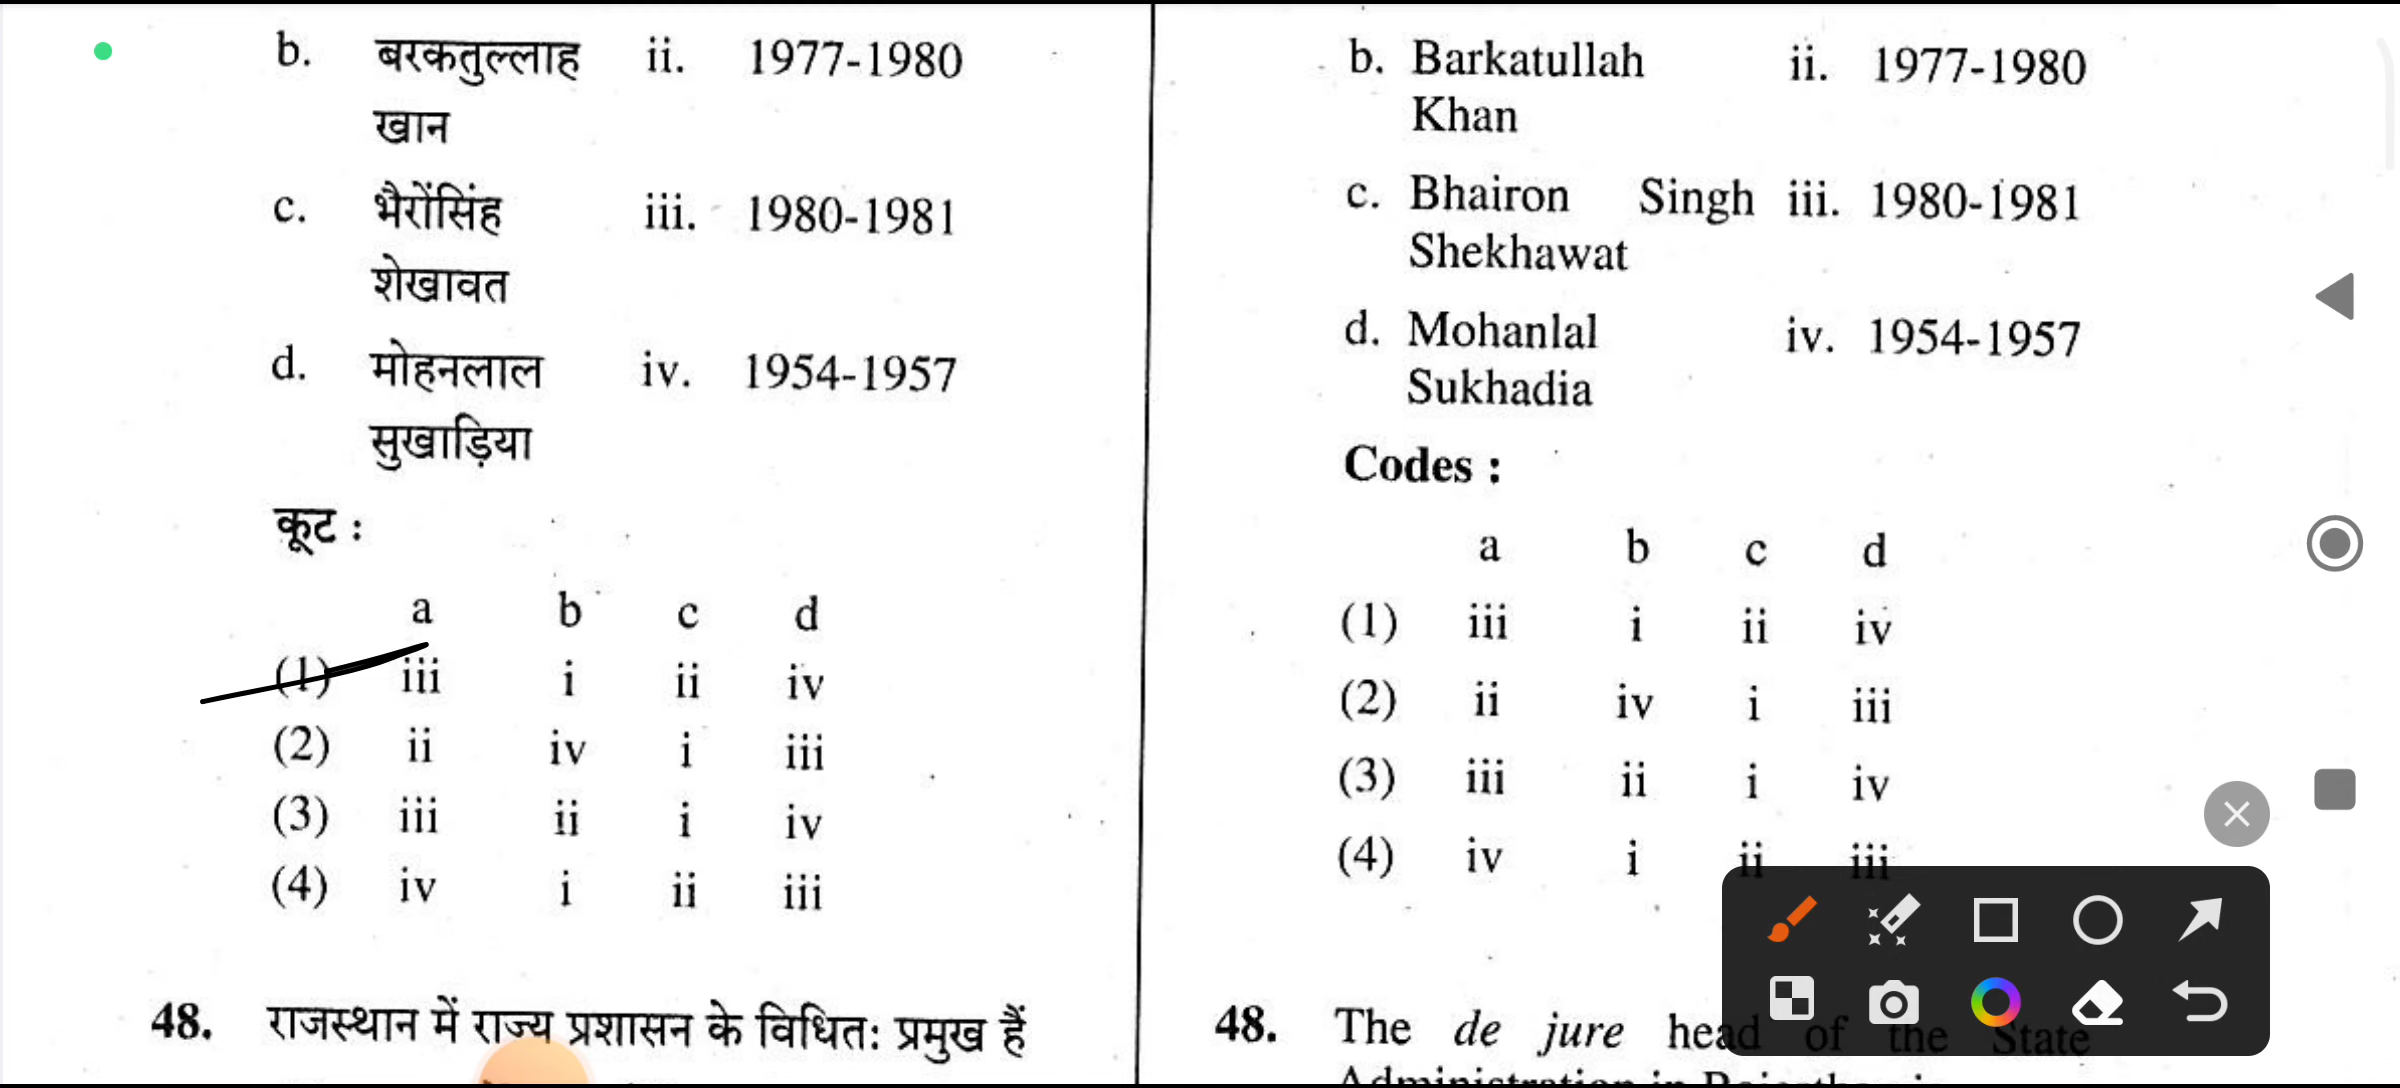 b. बरकतुल्लाह ii. 1977-1980
खान
c. भैरोंसिंह iii. 1980-1981
शेखावत
d. मोहनलाल iv. 1954-1957
सुखाड़िया
कूट :
a b c d
(1) iii i ii iv
(2) ii iv i iii
(3) iii ii i iv
(4) iv i ii iii
48. राजस्थान में राज्य प्रशासन के विधितः प्रमुख हैं
b. Barkatullah ii. 1977-1980
Khan
c. Bhairon Singh iii. 1980-1981
Shekhawat
d. Mohanlal iv. 1954-1957
Sukhadia
Codes :
a b c d
(1) iii i ii iv
(2) ii iv i iii
(3) iii ii i iv
(4) iv i ii iii
48. The de jure head of the State